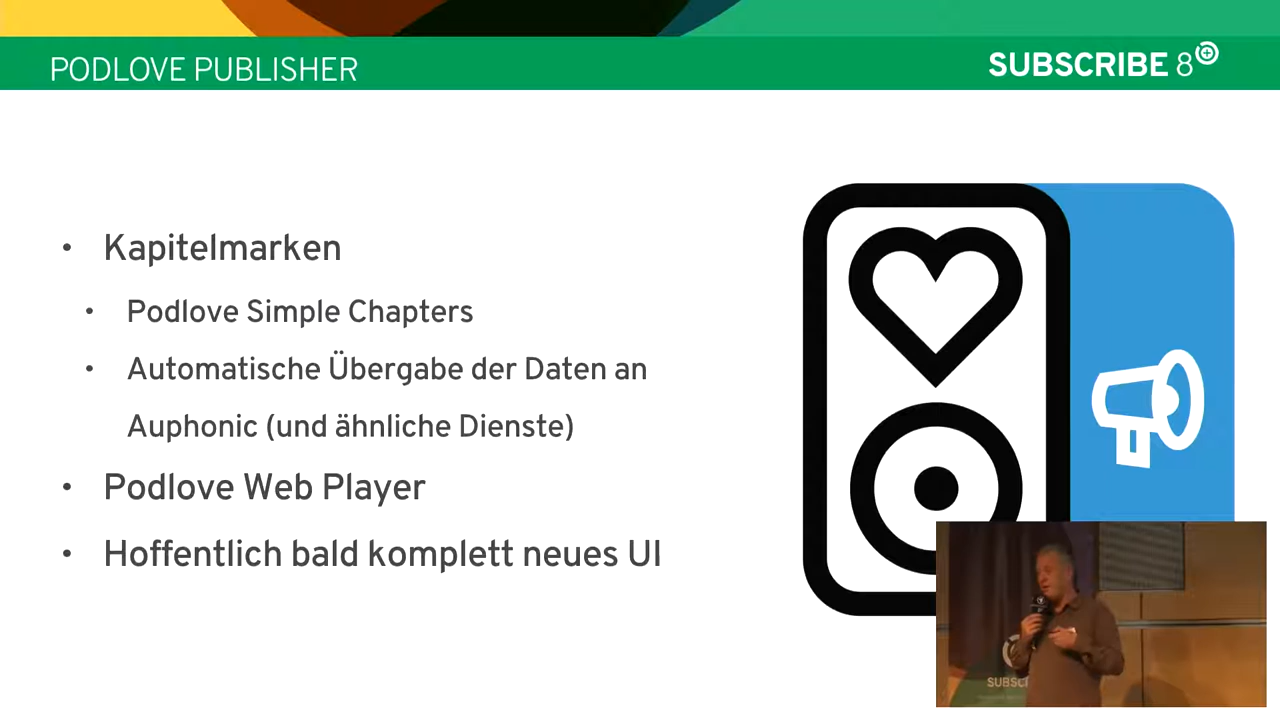 PODLOVE PUBLISHER
SUBSCRIBE 8
• Kapitelmarken
• Podlove Simple Chapters
• Automatische Übergabe der Daten an
Auphonic (und ähnliche Dienste)
• Podlove Web Player
• Hoffentlich bald komplett neues UI